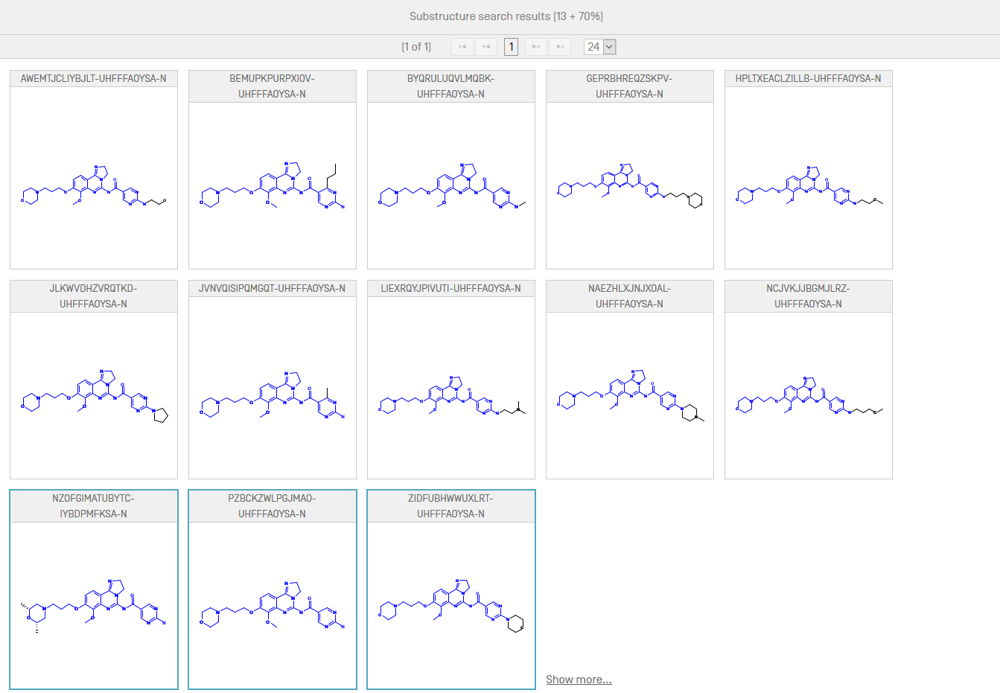 Substructure search results [13 + 70%]
[1 of 1] 1 24
AWEMTJCLIYBJLT-UHFFFAOYSA-N
BEMUPKPURPXIOV-
UHFFFAOYSA-N
BYQRULUQVLMQBK-
UHFFFAOYSA-N
GEPRBHREQZSKPV-
UHFFFAOYSA-N
HPLTXEACLZILLB-UHFFFAOYSA-N
JLKWVDHZVRQTKD-
UHFFFAOYSA-N
JVNVQISIPQMGQT-UHFFFAOYSA-N
LIEXRQYJPIVUTI-UHFFFAOYSA-N
NAEZHLXJNJXOAL-
UHFFFAOYSA-N
NCJVKJJBGMJLRZ-
UHFFFAOYSA-N
NZOFGIMATUBYTC-
IYBDPMFKSA-N
PZBCKZWLPGJMAO-
UHFFFAOYSA-N
ZIDFUBHWWUXLRT-
UHFFFAOYSA-N
Show more...